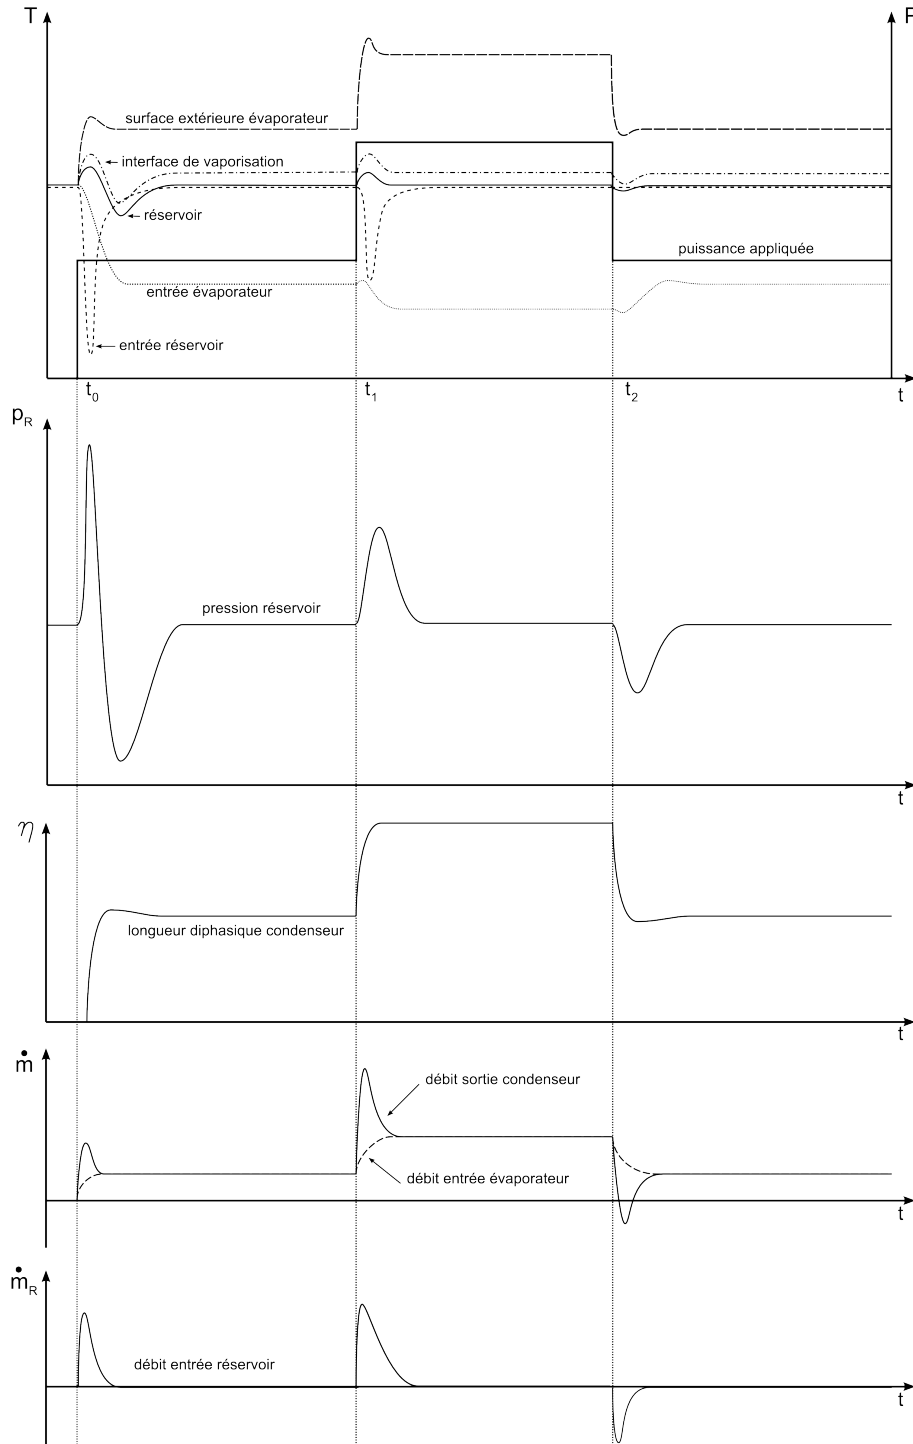 T
P
surface extérieure évaporateur
interface de vaporisation
réservoir
puissance appliquée
entrée évaporateur
entrée réservoir
t0
t1
t2
t
pR
pression réservoir
t
η
longueur diphasique condenseur
t
ṁ
débit sortie condenseur
débit entrée évaporateur
t
ṁR
débit entrée réservoir
t